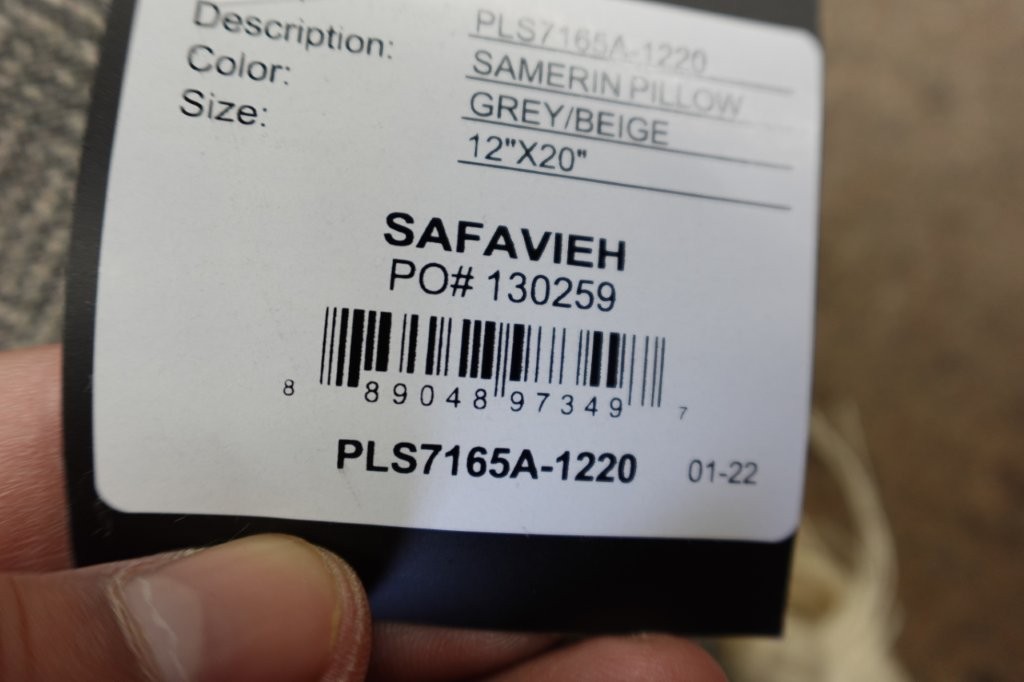 PLS7165A-1220
Description: SAMERIN PILLOW
Color: GREY/BEIGE
Size: 12"X20"
SAFAVIEH
PO# 130259
8 89048 97349 7
PLS7165A-1220 01-22